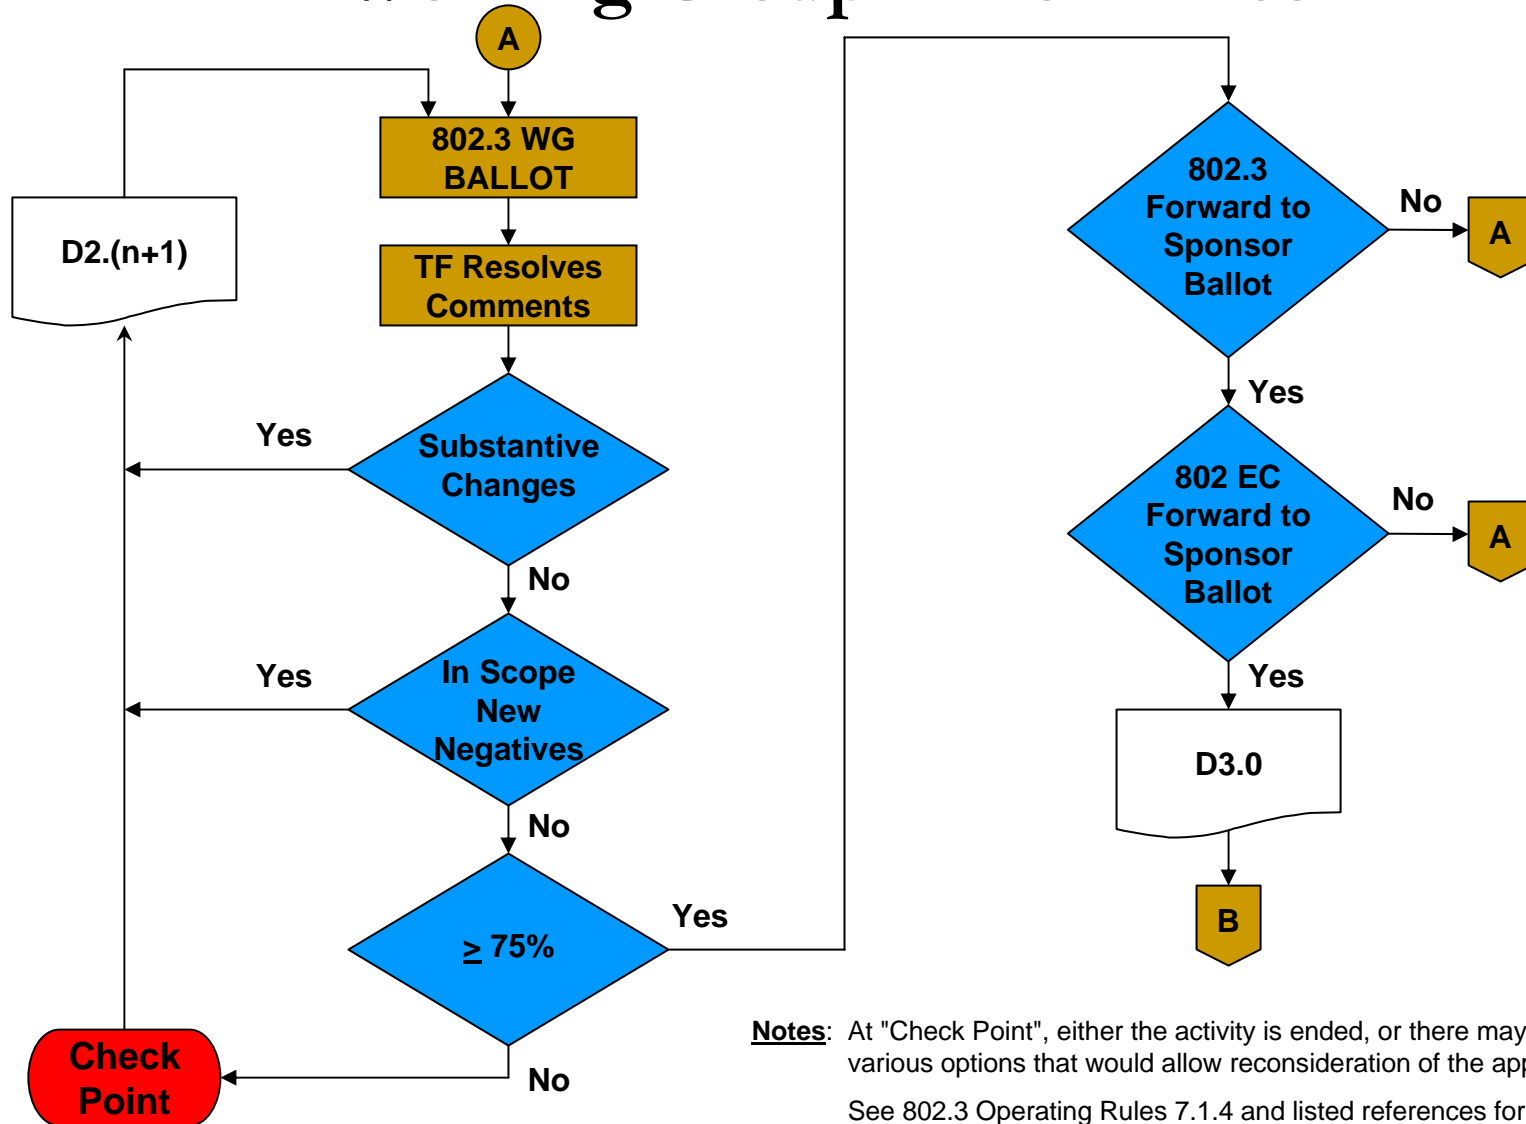 A
802.3 WG
BALLOT
D2.(n+1)
TF Resolves
Comments
Yes
Substantive
Changes
No
Yes
In Scope
New
Negatives
No
≥ 75%
Yes
No
Check
Point
802.3
Forward to
Sponsor
Ballot
No
A
Yes
802 EC
Forward to
Sponsor
Ballot
No
A
Yes
D3.0
B
Notes: At "Check Point", either the activity is ended, or there may
various options that would allow reconsideration of the app
See 802.3 Operating Rules 7.1.4 and listed references for